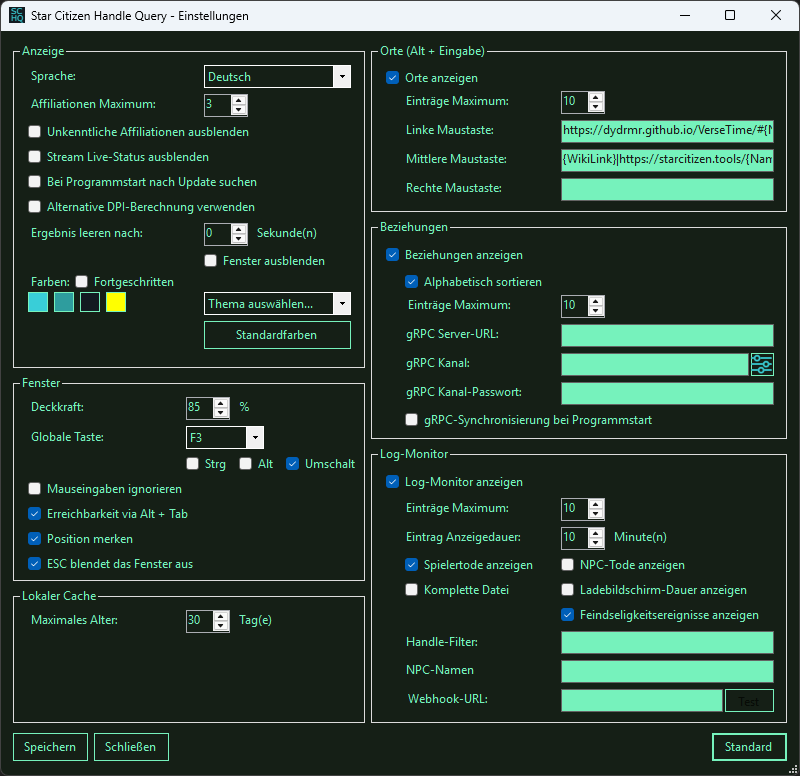 SC
HQ
Star Citizen Handle Query - Einstellungen
Anzeige
Sprache: Deutsch
Affiliationen Maximum: 3
Unkenntliche Affiliationen ausblenden
Stream Live-Status ausblenden
Bei Programmstart nach Update suchen
Alternative DPI-Berechnung verwenden
Ergebnis leeren nach: 0 Sekunde(n)
Fenster ausblenden
Farben: Fortgeschritten
Thema auswählen...
Standardfarben
Fenster
Deckkraft: 85 %
Globale Taste: F3
Strg Alt Umschalt
Mauseingaben ignorieren
Erreichbarkeit via Alt + Tab
Position merken
ESC blendet das Fenster aus
Lokaler Cache
Maximales Alter: 30 Tag(e)
Orte (Alt + Eingabe)
Orte anzeigen
Einträge Maximum: 10
Linke Maustaste: https://dydrmr.github.io/VerseTime/#{N
Mittlere Maustaste: {WikiLink}|https://starcitizen.tools/{Nam
Rechte Maustaste:
Beziehungen
Beziehungen anzeigen
Alphabetisch sortieren
Einträge Maximum: 10
gRPC Server-URL:
gRPC Kanal:
gRPC Kanal-Passwort:
gRPC-Synchronisierung bei Programmstart
Log-Monitor
Log-Monitor anzeigen
Einträge Maximum: 10
Eintrag Anzeigedauer: 10 Minute(n)
Spielertode anzeigen NPC-Tode anzeigen
Komplette Datei Ladebildschirm-Dauer anzeigen
Feindseligkeitsereignisse anzeigen
Handle-Filter:
NPC-Namen
Webhook-URL: Test
Speichern Schließen Standard